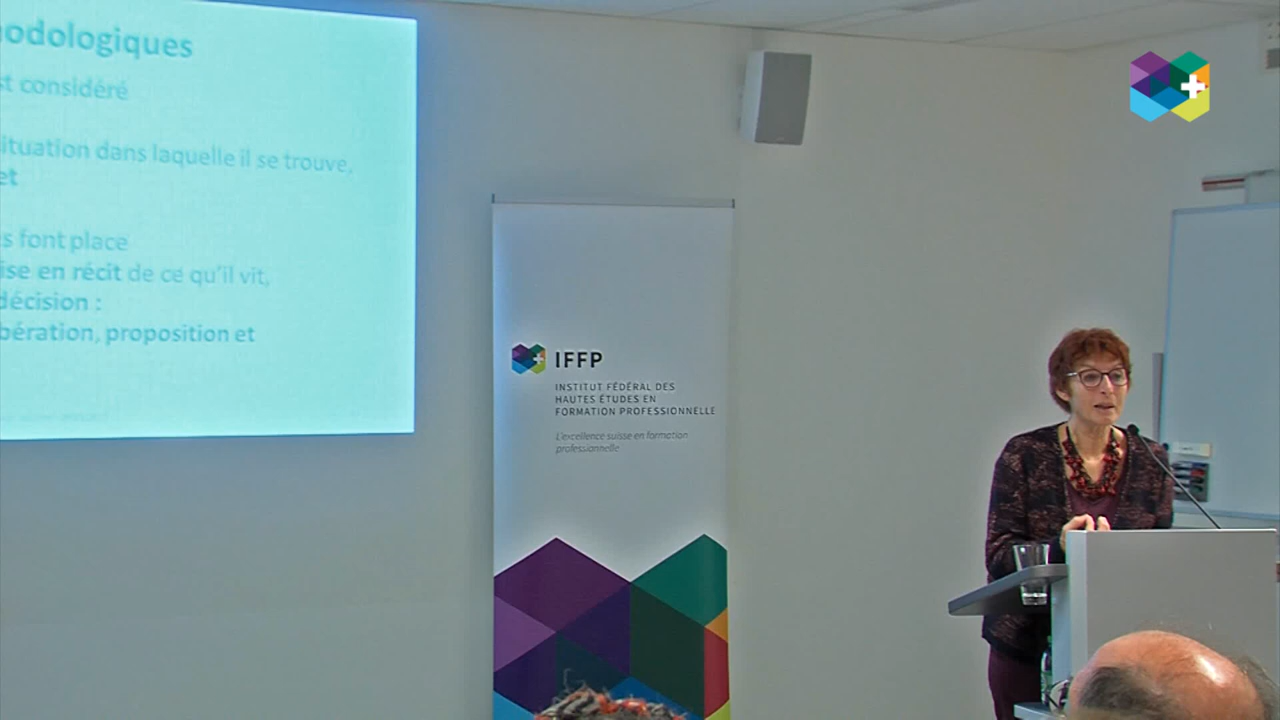 odologiques
st considéré
ituation dans laquelle il se trouve,
et
s font place
ise en récit de ce qu'il vit,
décision :
bération, proposition et
IFFP
INSTITUT FÉDÉRAL DES
HAUTES ÉTUDES EN
FORMATION PROFESSIONNELLE
L'excellence suisse en formation
professionnelle